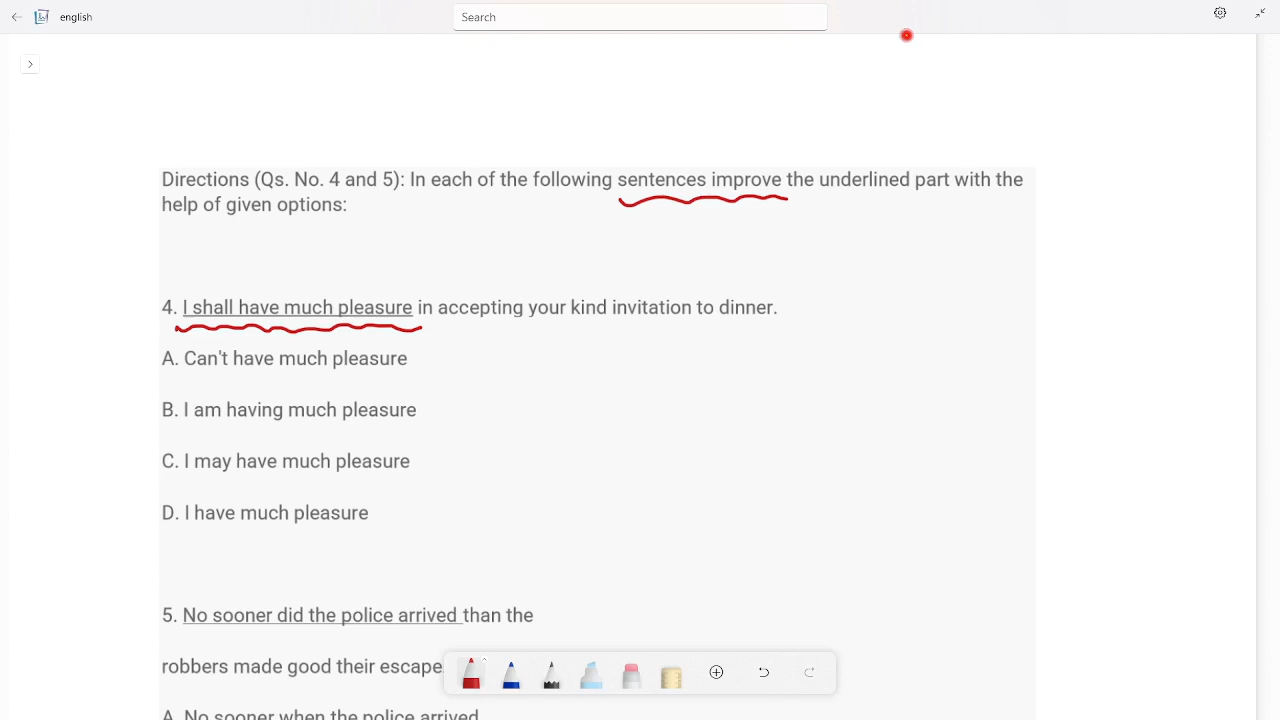 english
Search
Directions (Qs. No. 4 and 5): In each of the following sentences improve the underlined part with the
help of given options:
4. I shall have much pleasure in accepting your kind invitation to dinner.
A. Can't have much pleasure
B. I am having much pleasure
C. I may have much pleasure
D. I have much pleasure
5. No sooner did the police arrived than the
robbers made good their escape
A. No sooner when the police arrived